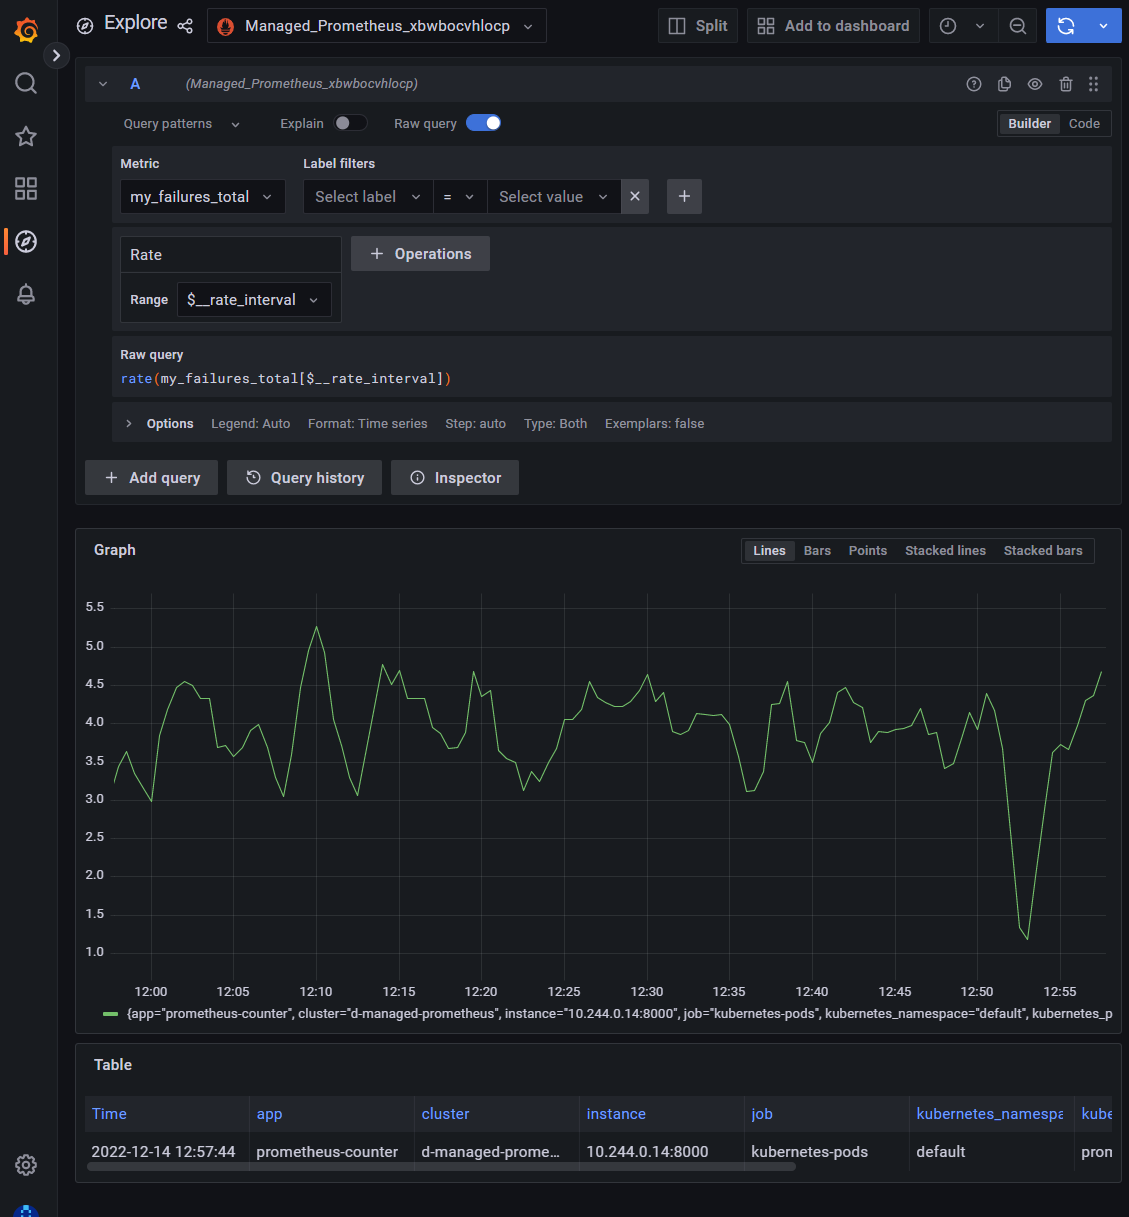 Explore
Managed_Prometheus_xbwbocvhlocp
Split
Add to dashboard
A
(Managed_Prometheus_xbwbocvhlocp)
Query patterns
Explain
Raw query
Builder
Code
Metric
Label filters
my_failures_total
Select label
=
Select value
Rate
Operations
Range
$__rate_interval
Raw query
rate(my_failures_total[$__rate_interval])
Options
Legend: Auto
Format: Time series
Step: auto
Type: Both
Exemplars: false
Add query
Query history
Inspector
Graph
Lines
Bars
Points
Stacked lines
Stacked bars
5.5
5.0
4.5
4.0
3.5
3.0
2.5
2.0
1.5
1.0
12:00
12:05
12:10
12:15
12:20
12:25
12:30
12:35
12:40
12:45
12:50
12:55
{app="prometheus-counter", cluster="d-managed-prometheus", instance="10.244.0.14:8000", job="kubernetes-pods", kubernetes_namespace="default", kubernetes_p
Table
Time
app
cluster
instance
job
kubernetes_namespa
kube
2022-12-14 12:57:44
prometheus-counter
d-managed-prome...
10.244.0.14:8000
kubernetes-pods
default
pron